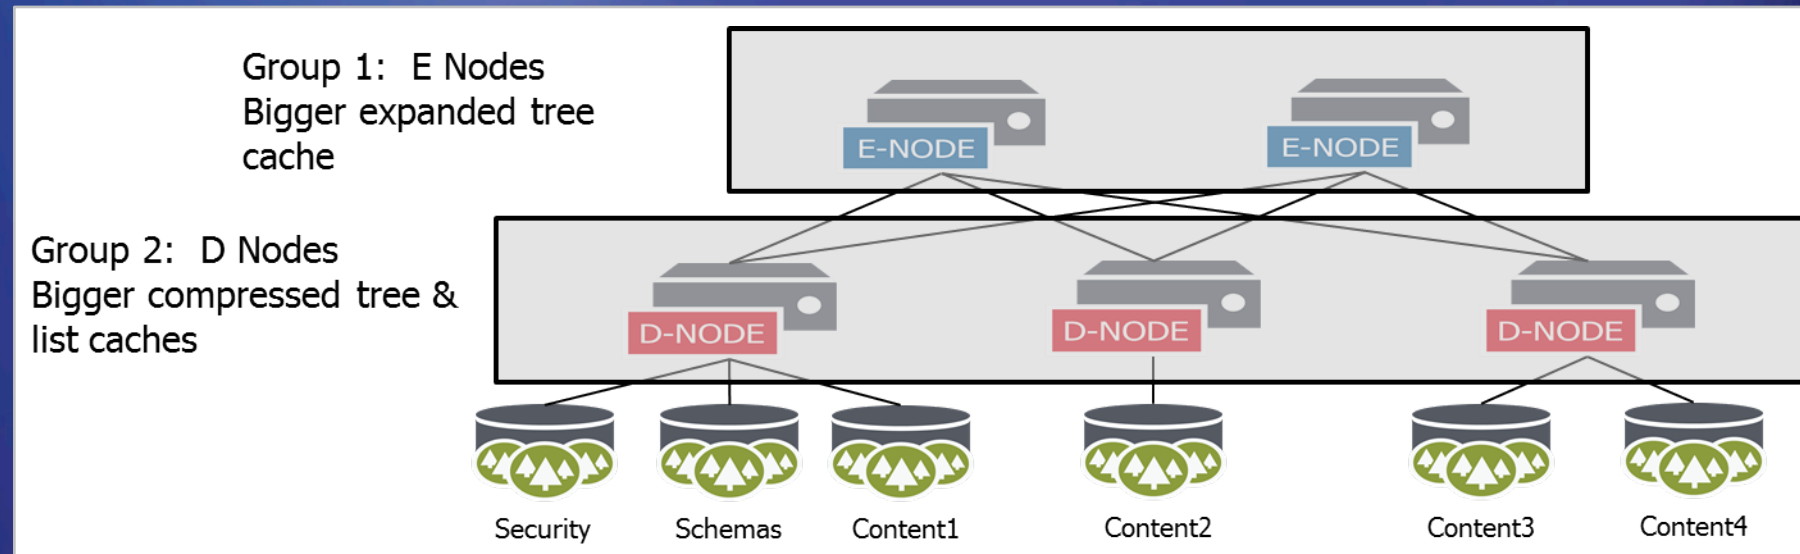 Group 1:  E Nodes
Bigger expanded tree
cache
E-NODE
E-NODE
Group 2:  D Nodes
Bigger compressed tree &
list caches
D-NODE
D-NODE
D-NODE
Security
Schemas
Content1
Content2
Content3
Content4